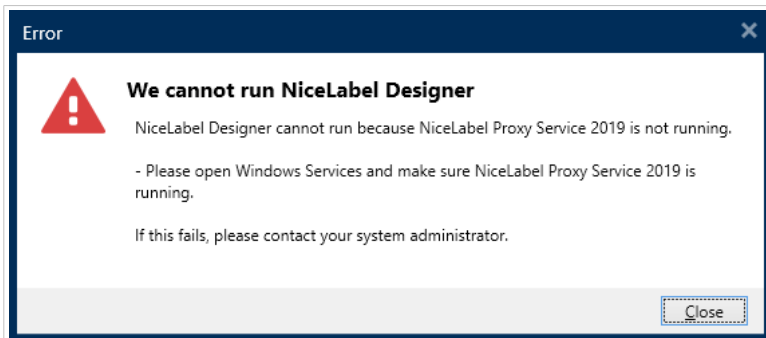 Error
We cannot run NiceLabel Designer
NiceLabel Designer cannot run because NiceLabel Proxy Service 2019 is not running.
- Please open Windows Services and make sure NiceLabel Proxy Service 2019 is
running.
If this fails, please contact your system administrator.
Close